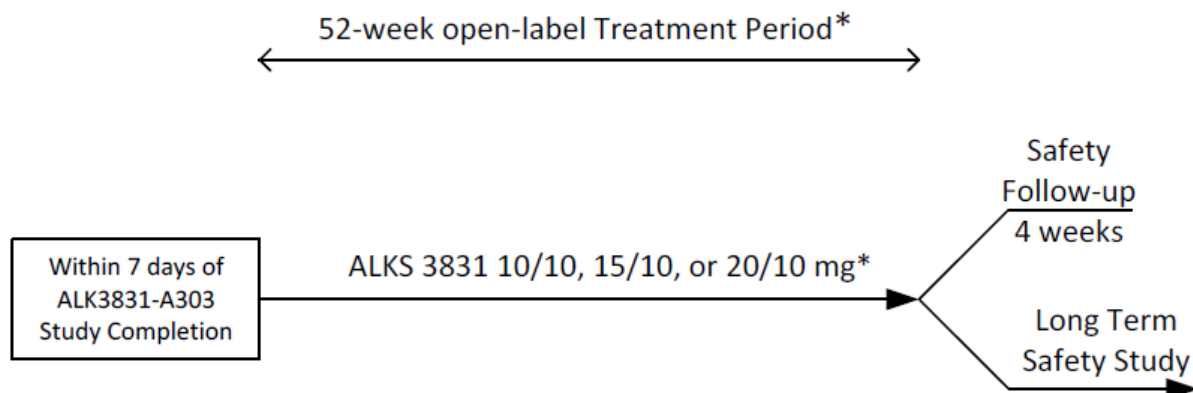 52-week open-label Treatment Period*
Safety
Follow-up
4 weeks
Within 7 days of
ALK3831-A303
Study Completion
ALKS 3831 10/10, 15/10, or 20/10 mg*
Long Term
Safety Study